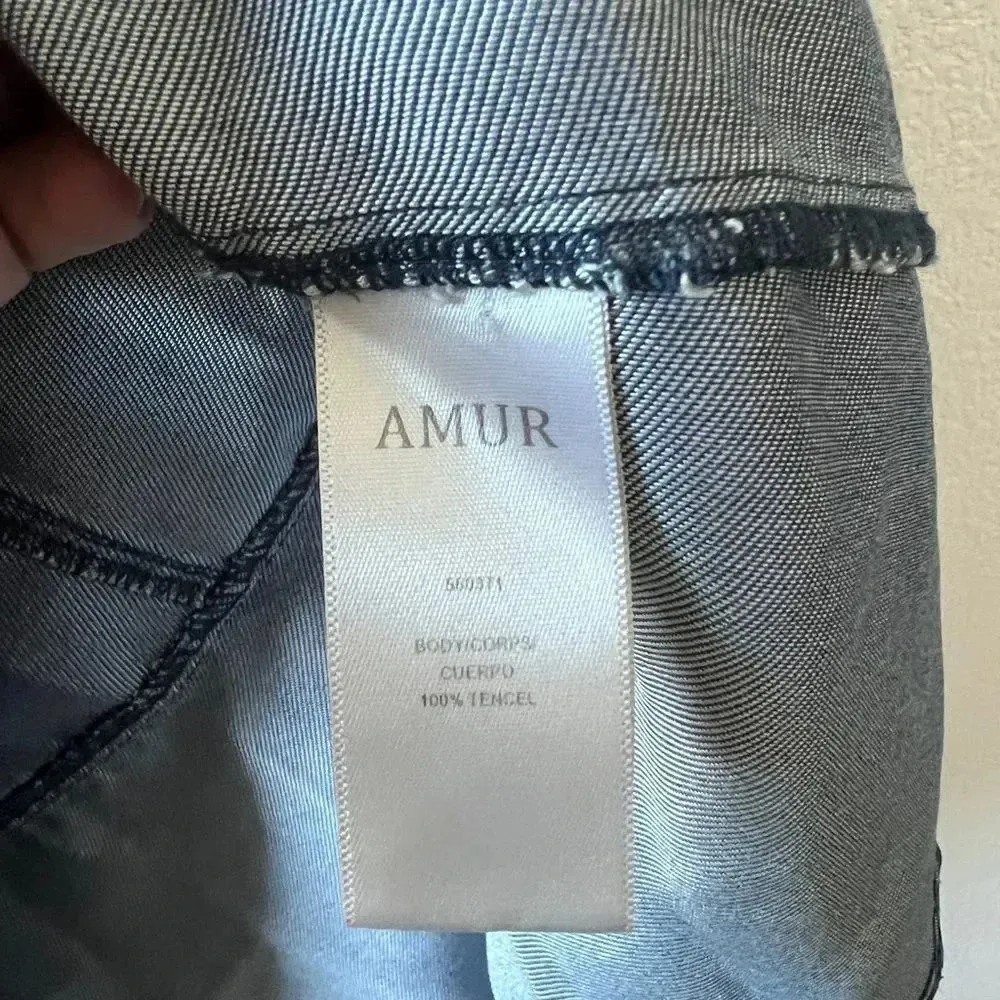 AMUR
560371
BODY/CORPS/
CUERPO
100% TENCEL